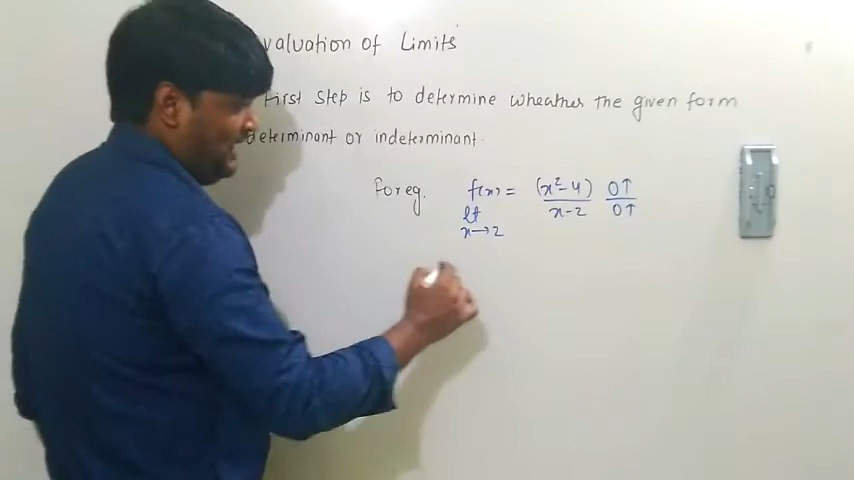 valuation of Limits
First step is to determine wheather the given form
determinant or indeterminant.
For eg. f(x) = (x²-4)/x-2 0↑/0↑
lt
x→2